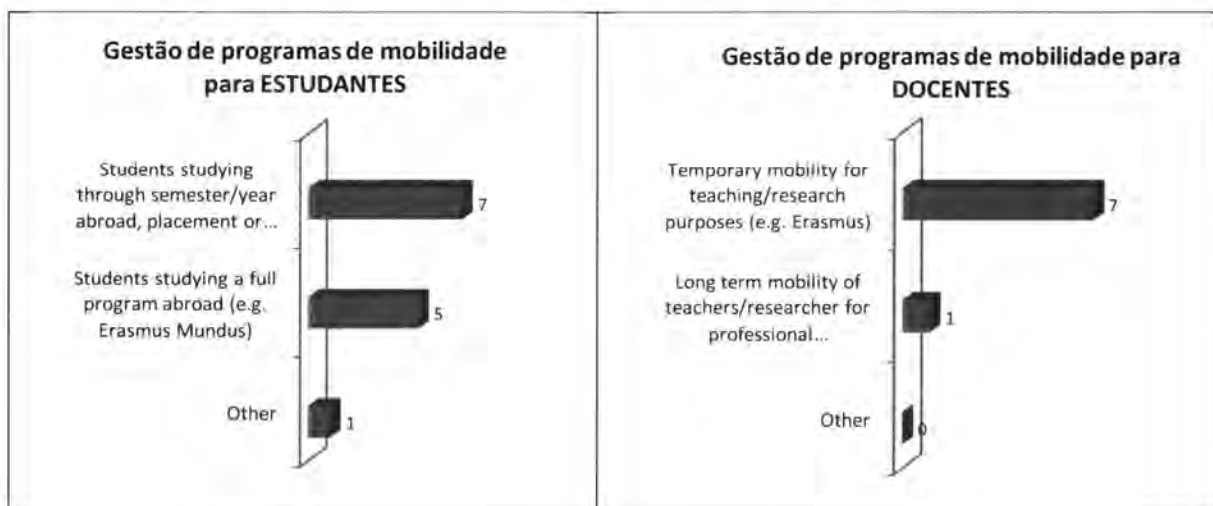 Gestão de programas de mobilidade
para ESTUDANTES
Students studying
through semester/year
abroad, placement or...
7
Students studying a full
program abroad (e.g.
Erasmus Mundus)
5
Other
1
Gestão de programas de mobilidade para
DOCENTES
Temporary mobility for
teaching/research
purposes (e.g. Erasmus)
7
Long term mobility of
teachers/researcher for
professional...
1
Other
0